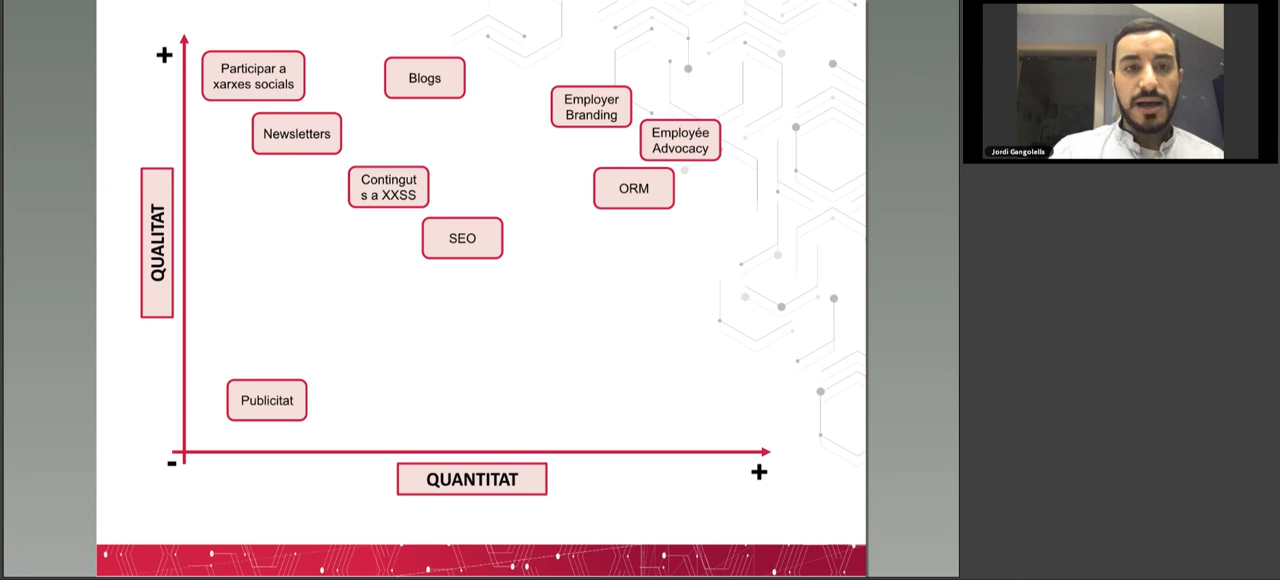 +
Participar a
xarxes socials
Blogs
Employer
Branding
Newsletters
Employée
Advocacy
Contingut
s a XXSS
ORM
SEO
QUALITAT
Publicitat
-
QUANTITAT
+
Jordi Gangolells